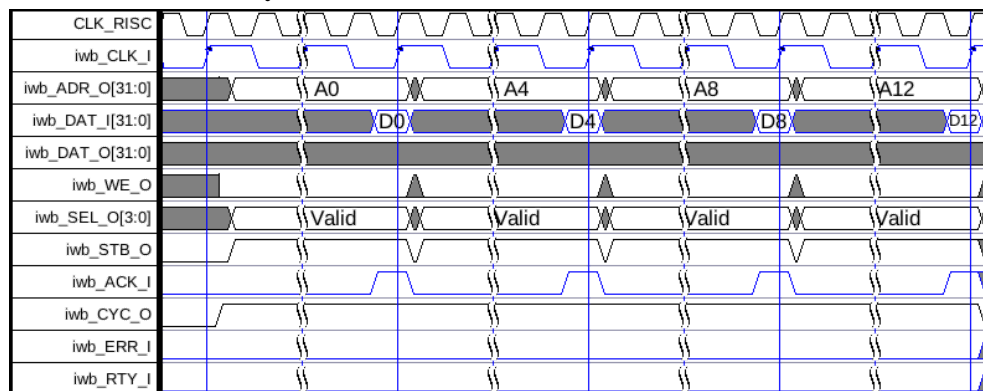 CLK_RISC
iwb_CLK_I
iwb_ADR_O[31:0] A0 A4 A8 A12
iwb_DAT_I[31:0] D0 D4 D8 D12
iwb_DAT_O[31:0]
iwb_WE_O
iwb_SEL_O[3:0] Valid Valid Valid Valid
iwb_STB_O
iwb_ACK_I
iwb_CYC_O
iwb_ERR_I
iwb_RTY_I